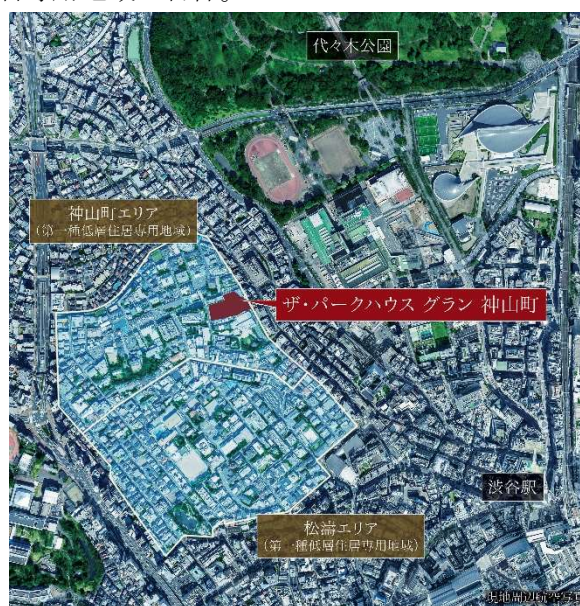 代々木公園
神山町エリア
（第一種低層住居専用地域）
ザ・パークハウス グラン 神山町
渋谷駅
松濤エリア
（第一種低層住居専用地域）